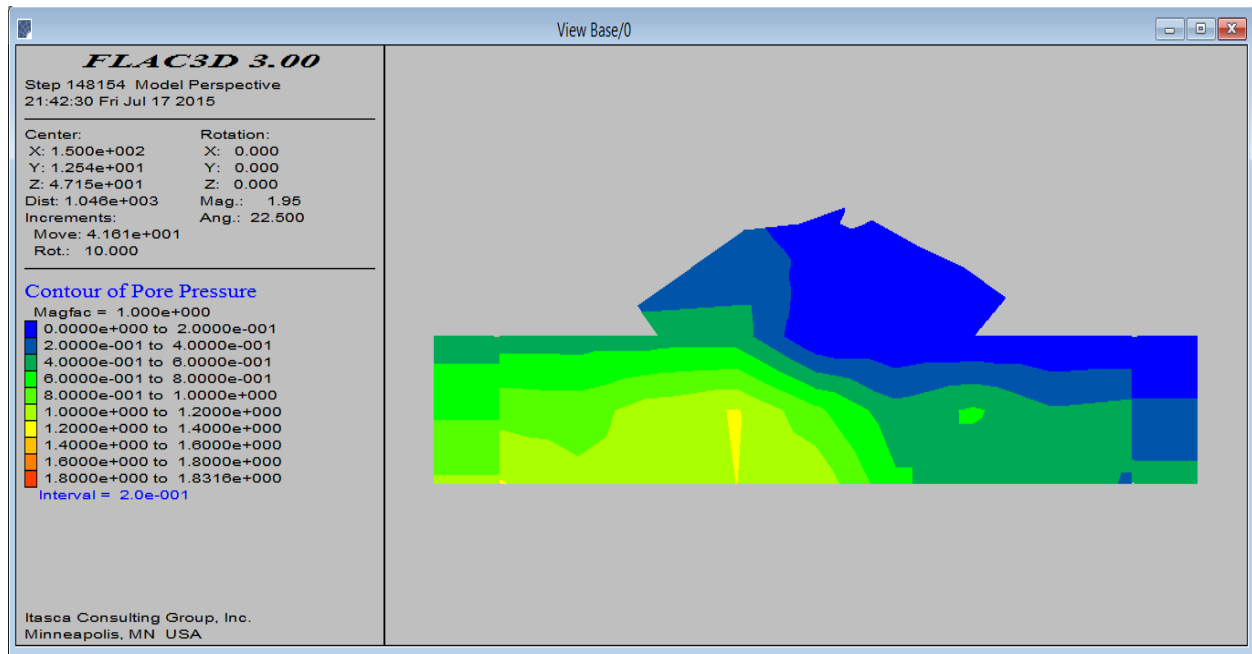 View Base/0
FLAC3D 3.00
Step 148154 Model Perspective
21:42:30 Fri Jul 17 2015
Center: Rotation:
X: 1.500e+002 X: 0.000
Y: 1.254e+001 Y: 0.000
Z: 4.715e+001 Z: 0.000
Dist: 1.046e+003 Mag.: 1.95
Increments: Ang.: 22.500
Move: 4.161e+001
Rot.: 10.000
Contour of Pore Pressure
Magfac = 1.000e+000
0.0000e+000 to 2.0000e-001
2.0000e-001 to 4.0000e-001
4.0000e-001 to 6.0000e-001
6.0000e-001 to 8.0000e-001
8.0000e-001 to 1.0000e+000
1.0000e+000 to 1.2000e+000
1.2000e+000 to 1.4000e+000
1.4000e+000 to 1.6000e+000
1.6000e+000 to 1.8000e+000
1.8000e+000 to 1.8316e+000
Interval = 2.0e-001
Itasca Consulting Group, Inc.
Minneapolis, MN USA